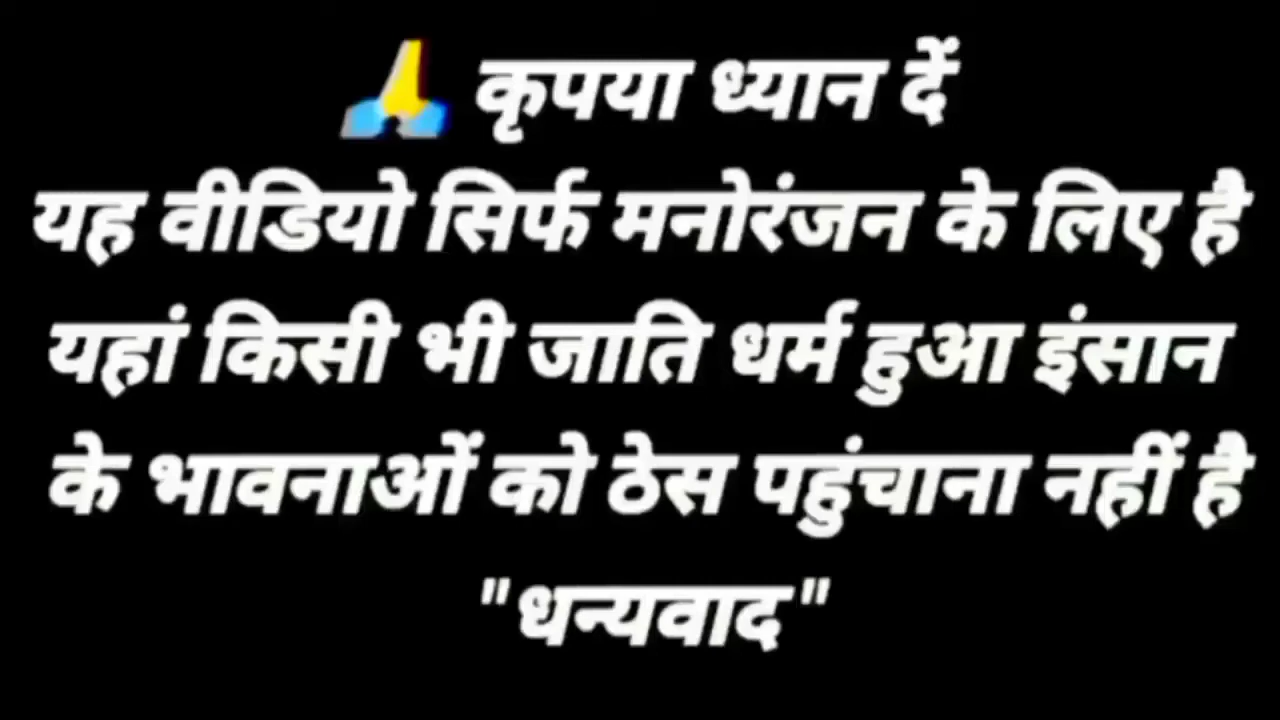 🙏 कृपया ध्यान दें
यह वीडियो सिर्फ मनोरंजन के लिए है
यहां किसी भी जाति धर्म हुआ इंसान
के भावनाओं को ठेस पहुंचाना नहीं है
"धन्यवाद"